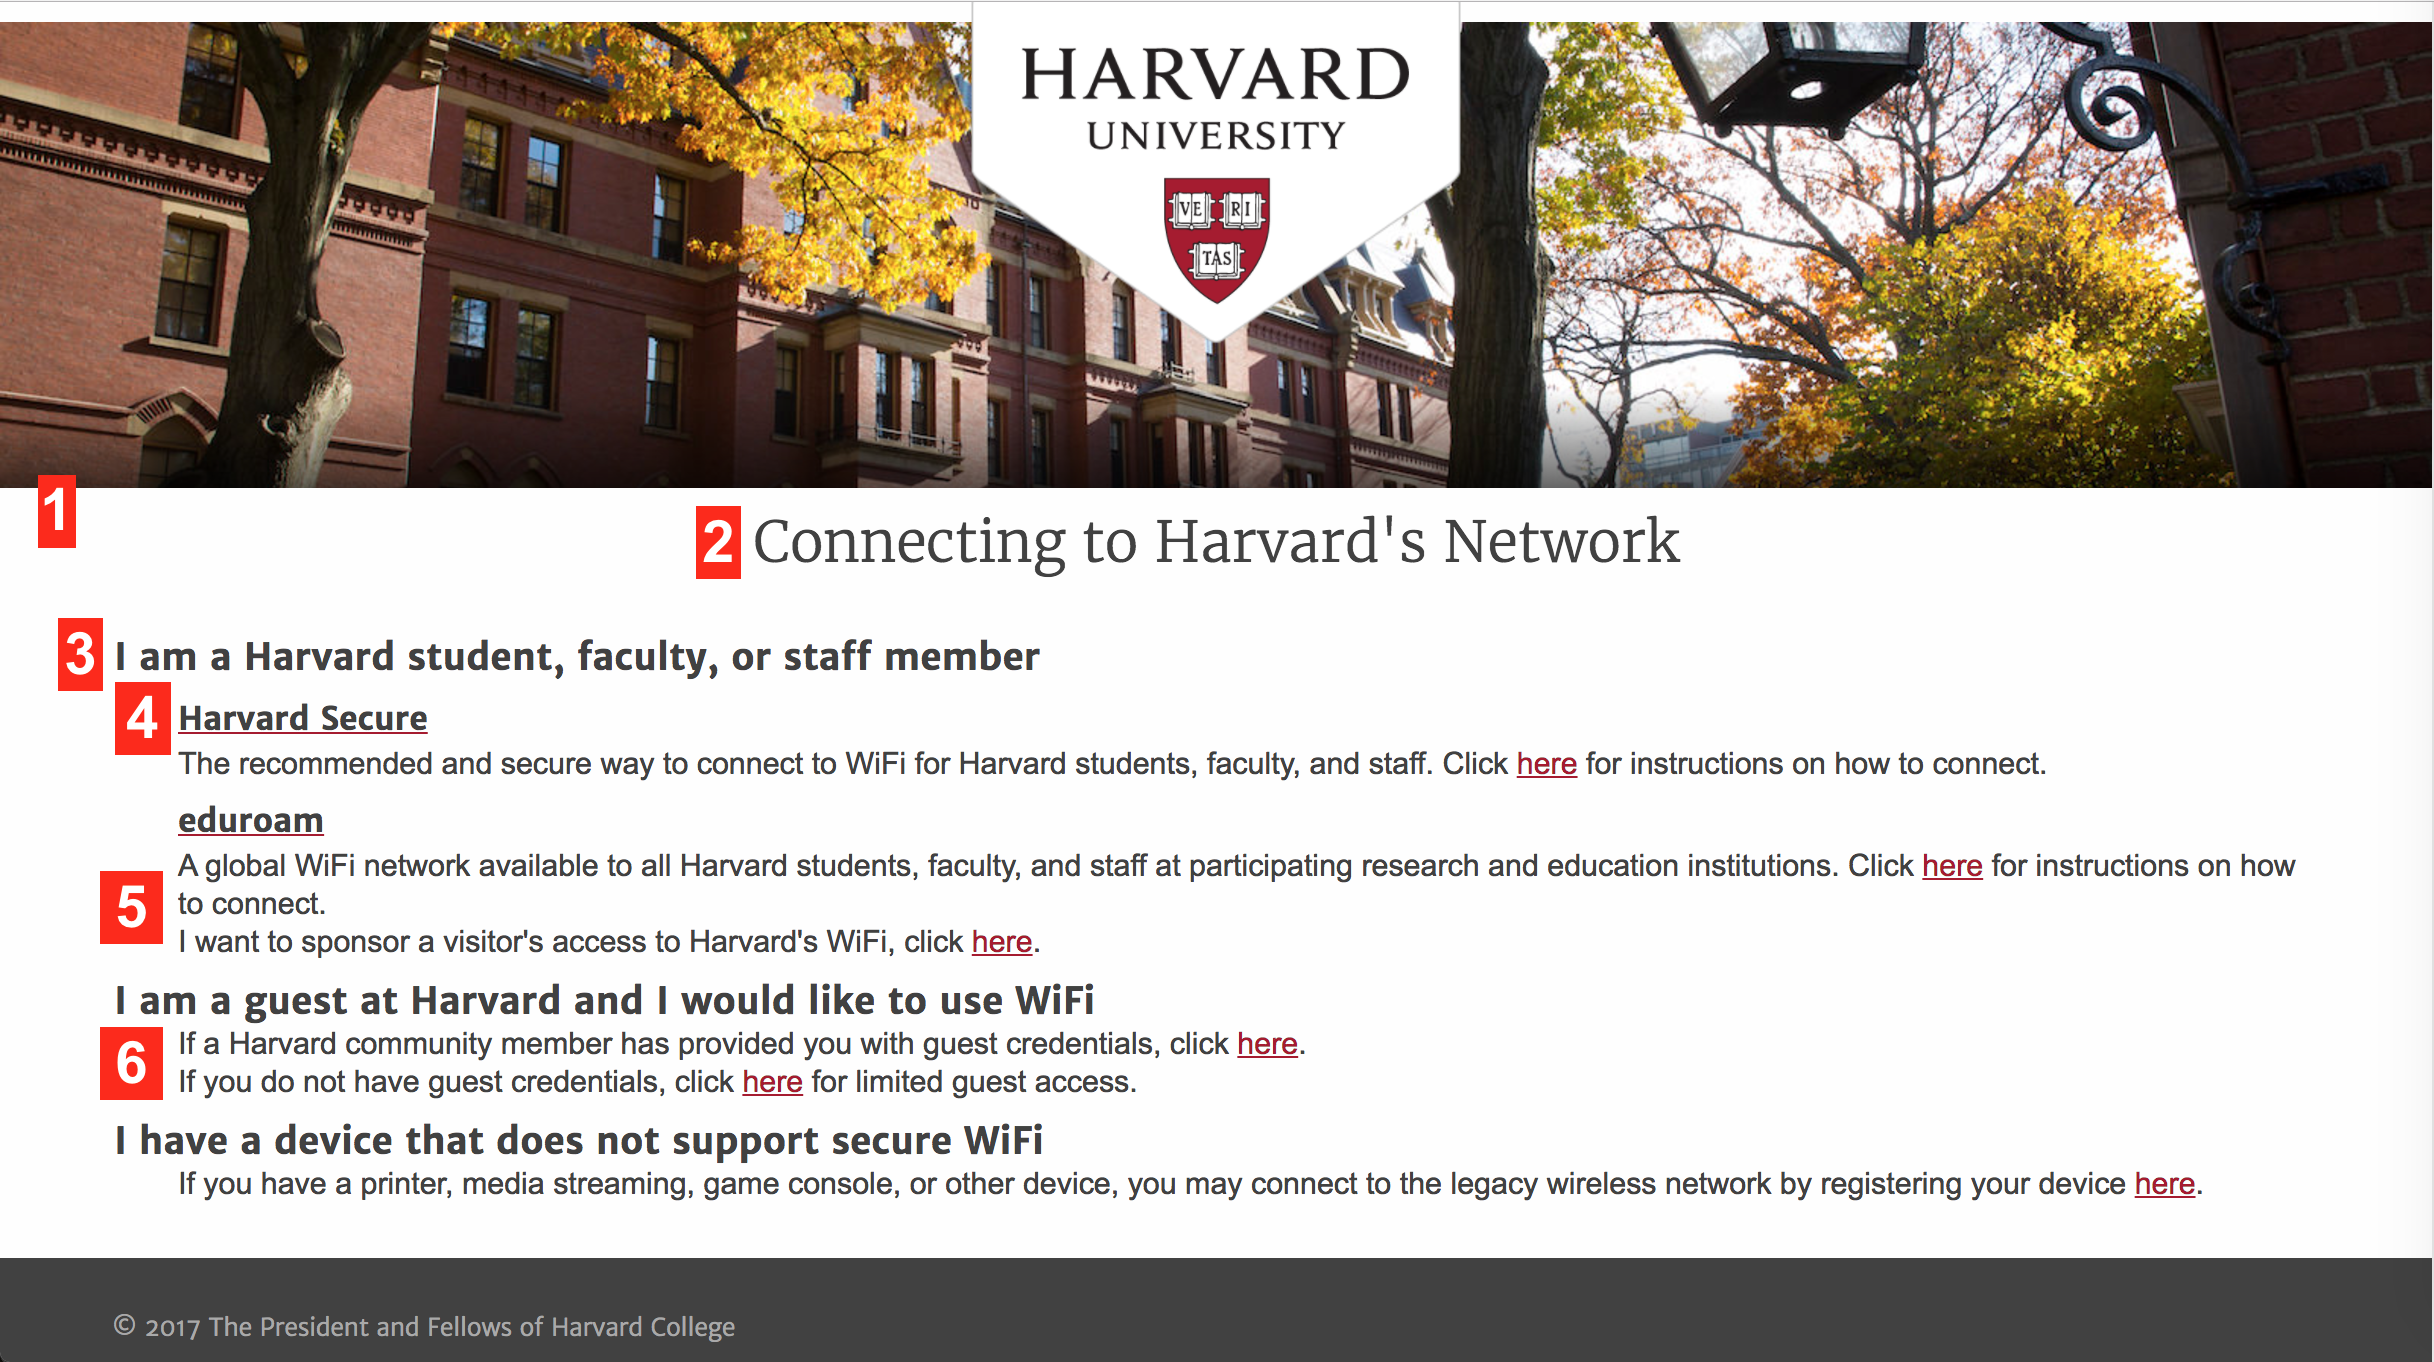 HARVARD
UNIVERSITY
VE RI
TAS
1
2 Connecting to Harvard's Network
3 I am a Harvard student, faculty, or staff member
4 Harvard Secure
The recommended and secure way to connect to WiFi for Harvard students, faculty, and staff. Click here for instructions on how to connect.
eduroam
A global WiFi network available to all Harvard students, faculty, and staff at participating research and education institutions. Click here for instructions on how
5 to connect.
I want to sponsor a visitor's access to Harvard's WiFi, click here.
I am a guest at Harvard and I would like to use WiFi
6 If a Harvard community member has provided you with guest credentials, click here.
If you do not have guest credentials, click here for limited guest access.
I have a device that does not support secure WiFi
If you have a printer, media streaming, game console, or other device, you may connect to the legacy wireless network by registering your device here.
© 2017 The President and Fellows of Harvard College